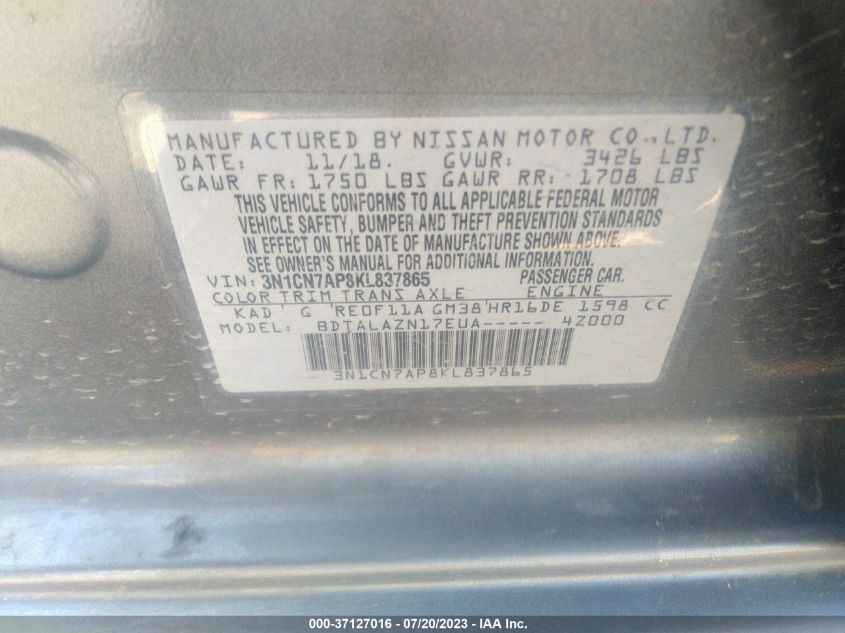 MANUFACTURED BY NISSAN MOTOR CO., LTD.
DATE: 11/18. GVWR: 3426 LBS
GAWR FR: 1750 LBS GAWR RR: 1708 LBS
THIS VEHICLE CONFORMS TO ALL APPLICABLE FEDERAL MOTOR
VEHICLE SAFETY, BUMPER AND THEFT PREVENTION STANDARDS
IN EFFECT ON THE DATE OF MANUFACTURE SHOWN ABOVE.
SEE OWNER'S MANUAL FOR ADDITIONAL INFORMATION.
VIN: 3N1CN7AP8KL837865 PASSENGER CAR.
COLOR TRIM TRANS AXLE ENGINE
KAD G RE0F11A GM38 HR16DE 1598 CC
MODEL: BDTALAZN17EUA----- 4Z000
3N1CN7AP8KL837865
000-37127016 - 07/20/2023 - IAA Inc.